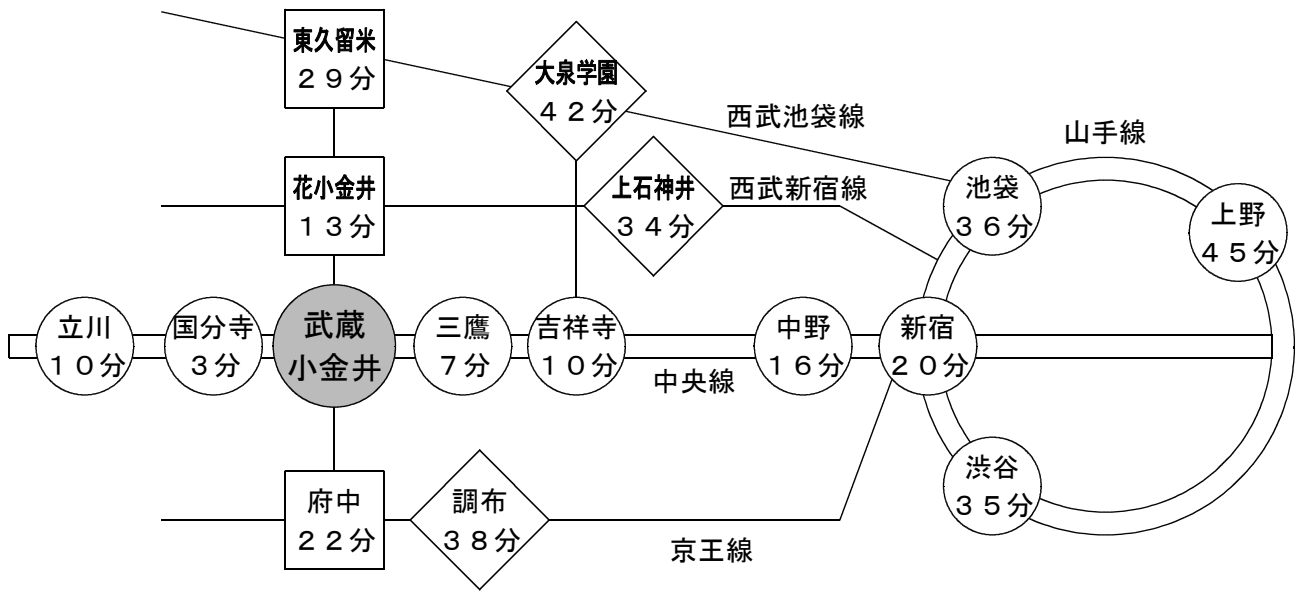 東久留米
２９分
大泉学園
４２分
西武池袋線
山手線
花小金井
１３分
上石神井
３４分
西武新宿線
池袋
３６分
上野
４５分
立川
１０分
国分寺
３分
武蔵
小金井
三鷹
７分
吉祥寺
１０分
中央線
中野
１６分
新宿
２０分
渋谷
３５分
府中
２２分
調布
３８分
京王線